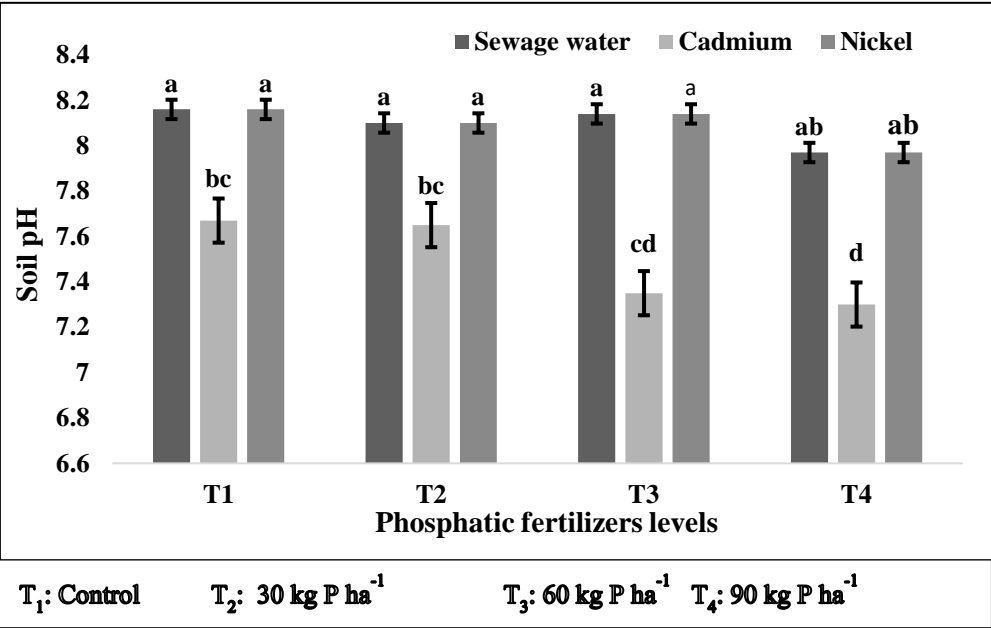 Sewage water Cadmium Nickel
8.4
8.2
8
7.8
7.6
7.4
7.2
7
6.8
6.6
Soil pH
a a a a a a ab ab
bc bc cd d
T1 T2 T3 T4
Phosphatic fertilizers levels
T1: Control T2: 30 kg P ha-1 T3: 60 kg P ha-1 T4: 90 kg P ha-1